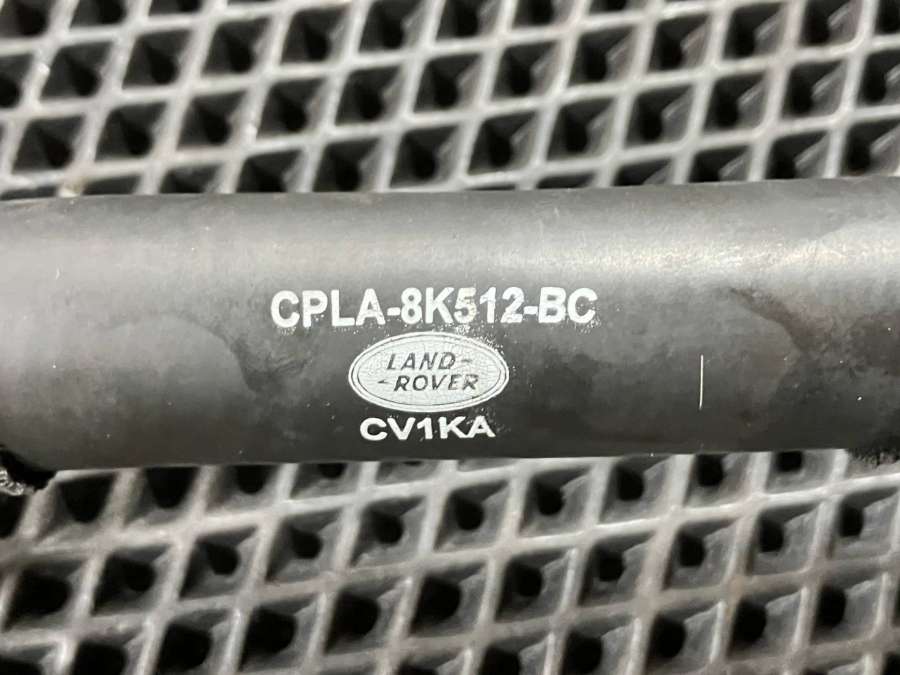 CPLA-8K512-BC
LAND-
-ROVER
CV1KA